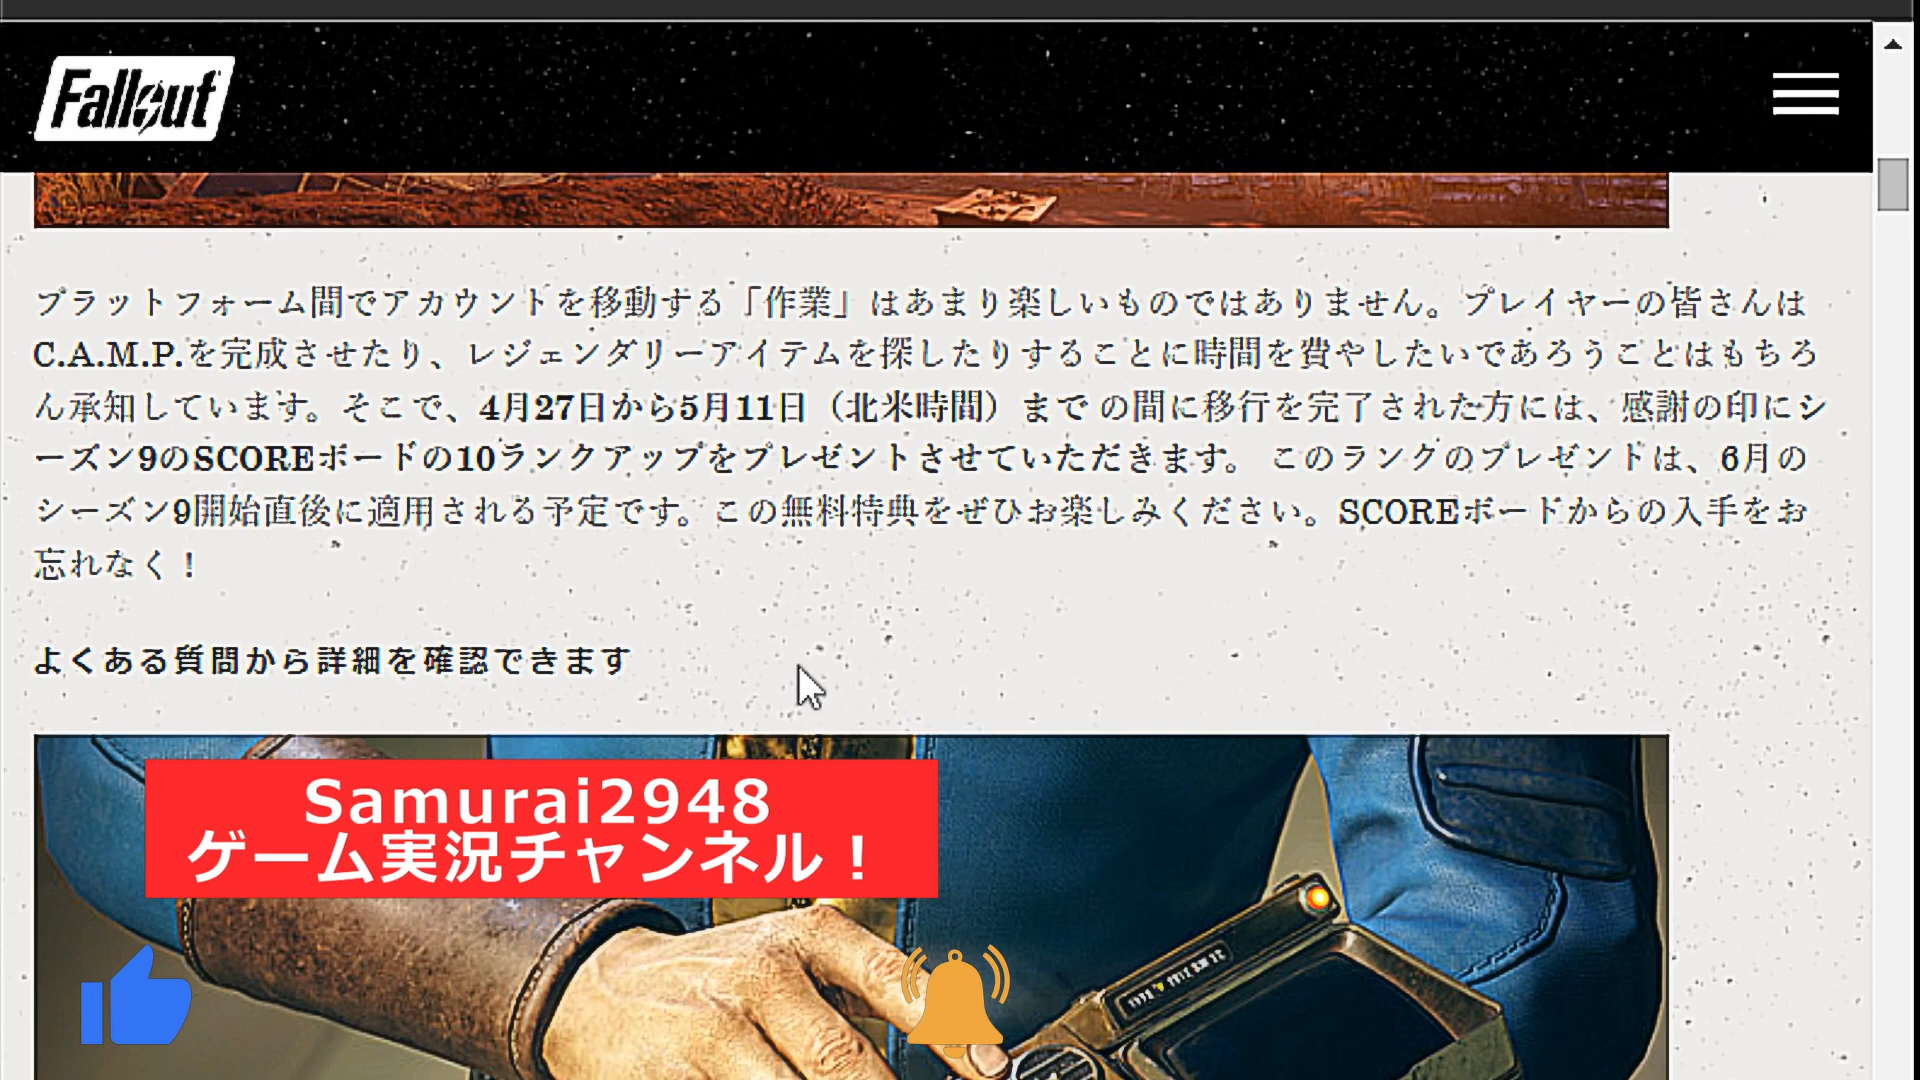 Fallout
プラットフォーム間でアカウントを移動する「作業」はあまり楽しいものではありません。プレイヤーの皆さんは
C.A.M.P.を完成させたり、レジェンダリーアイテムを探したりすることに時間を費やしたいであろうことはもちろ
ん承知しています。そこで、4月27日から5月11日（北米時間）まで の間に移行を完了された方には、感謝の印にシ
ーズン9のSCOREボードの10ランクアップをプレゼントさせていただきます。 このランクのプレゼントは、6月の
シーズン9開始直後に適用される予定です。この無料特典をぜひお楽しみください。SCOREボードからの入手をお
忘れなく！
よくある質問から詳細を確認できます
Samurai2948
ゲーム実況チャンネル！